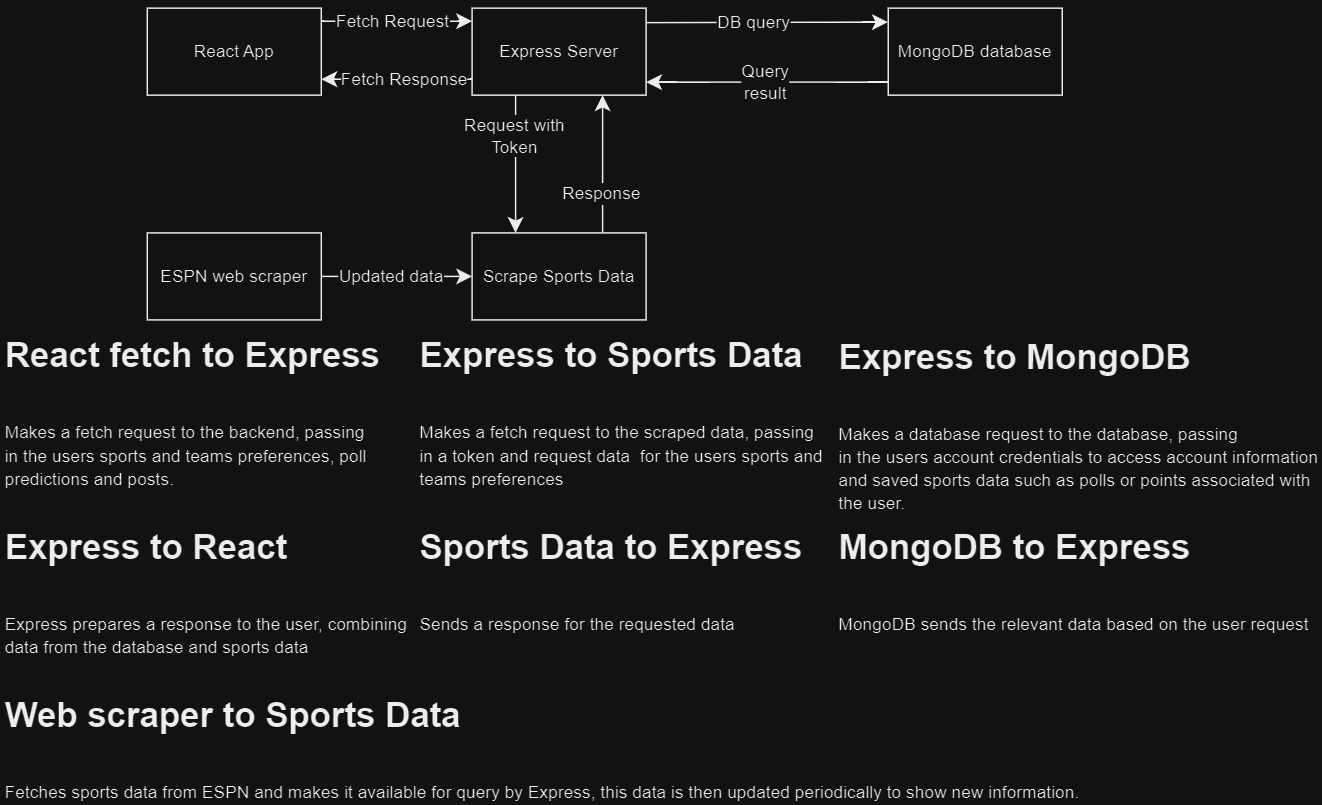 React App
Fetch Request
Express Server
DB query
MongoDB database
Fetch Response
Query
result
Request with
Token
Response
ESPN web scraper
Updated data
Scrape Sports Data
React fetch to Express
Makes a fetch request to the backend, passing
in the users sports and teams preferences, poll
predictions and posts.
Express to Sports Data
Makes a fetch request to the scraped data, passing
in a token and request data  for the users sports and
teams preferences
Express to MongoDB
Makes a database request to the database, passing
in the users account credentials to access account information
and saved sports data such as polls or points associated with
the user.
Express to React
Express prepares a response to the user, combining
data from the database and sports data
Sports Data to Express
Sends a response for the requested data
MongoDB to Express
MongoDB sends the relevant data based on the user request
Web scraper to Sports Data
Fetches sports data from ESPN and makes it available for query by Express, this data is then updated periodically to show new information.